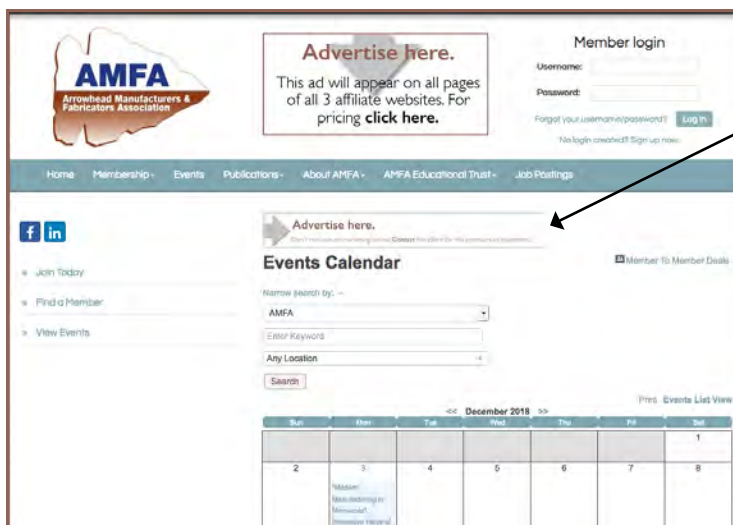 AMFA
Arrowhead Manufacturers &
Fabricators Association
Advertise here.
This ad will appear on all pages
of all 3 affiliate websites. For
pricing click here.
Member login
Username:
Password:
Forgot your username/password?
Log In
No login created? Sign up now.
Home Membership Events Publications About AMFA AMFA Educational Trust Job Postings
f in
Advertise here.
Events Calendar
Member To Member Deals
» Join Today
» Find a Member
» View Events
Narrow search by: –
AMFA
Enter Keyword
Any Location
Search
Print Events List View
<< December 2018 >>
Sun Mon Tue Wed Thu Fri Sat
1
2 3 4 5 6 7 8
Manufacturing in